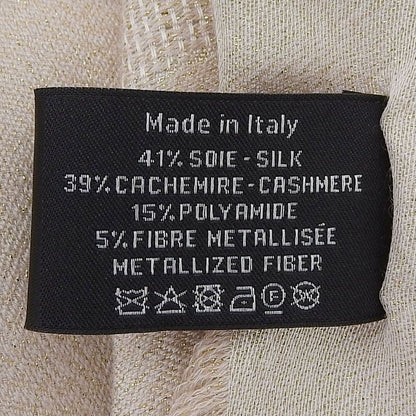 Made in Italy
41% SOIE - SILK
39% CACHEMIRE - CASHMERE
15% POLYAMIDE
5% FIBRE METALLISÉE
METALLIZED FIBER